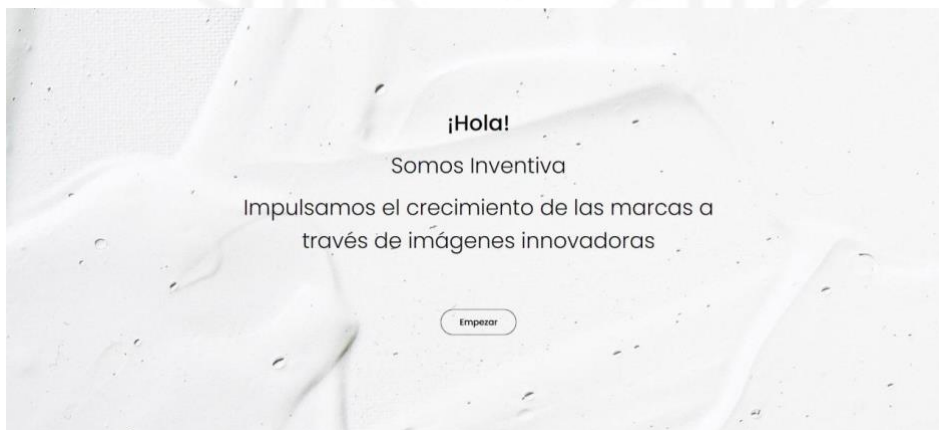 ¡Hola!
Somos Inventiva
Impulsamos el crecimiento de las marcas a
través de imágenes innovadoras
Empezar